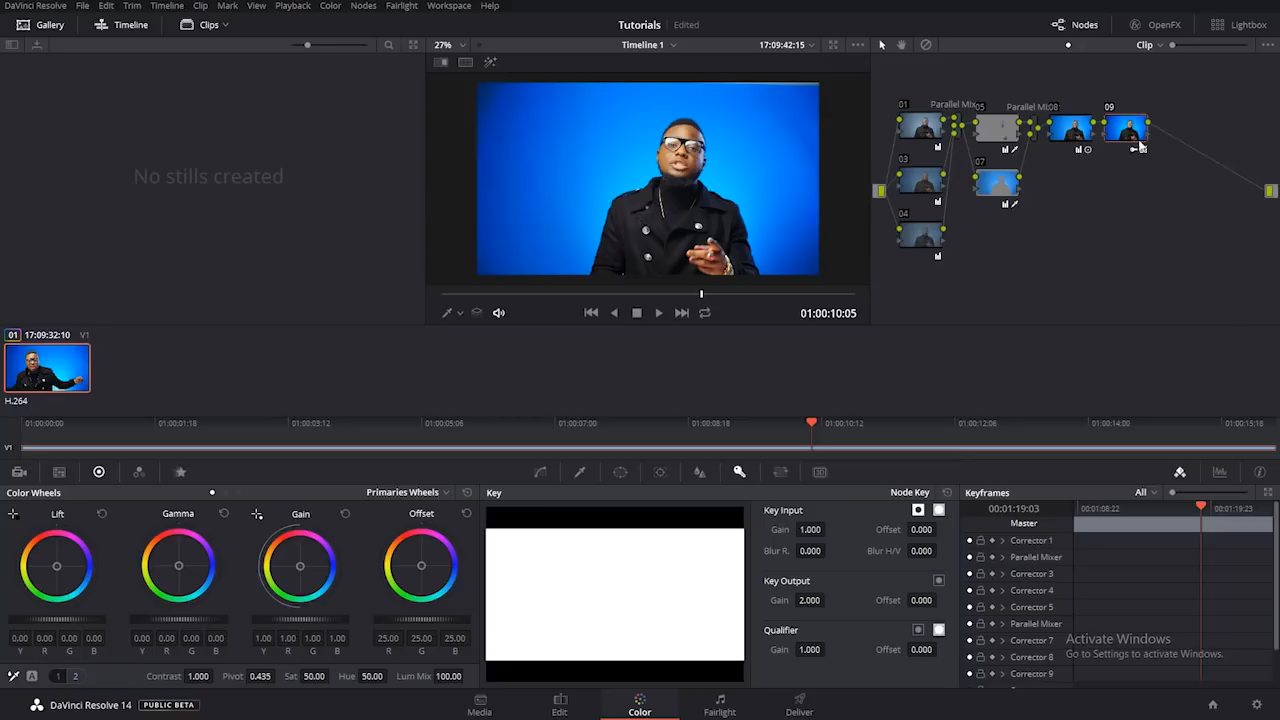 DaVinci Resolve File Edit Trim Timeline Clip Mark View Playback Color Nodes Fairlight Workspace Help
Gallery Timeline Clips Tutorials Edited Nodes OpenFX Lightbox
27% Timeline 1 17:09:42:15 Clip
No stills created
01 Parallel Mix 05 Parallel Mi 08 09
03 07
04
01:00:10:05
01 17:09:32:10 V1
H.264
01:00:00:00 01:00:01:18 01:00:03:12 01:00:05:06 01:00:07:00 01:00:08:18 01:00:10:12 01:00:12:06 01:00:14:00 01:00:15:18
V1
Color Wheels Primaries Wheels Key Node Key Keyframes All
Lift Gamma Gain Offset
Key Input
00:01:19:03 00:01:08:22 00:01:19:23
Master
Gain 1.000 Offset 0.000
Blur R. 0.000 Blur H/V 0.000
Key Output
Gain 2.000 Offset 0.000
Qualifier
Gain 1.000 Offset 0.000
Corrector 1
Parallel Mixer
Corrector 3
Corrector 4
Corrector 5
Parallel Mixer
Corrector 7
Corrector 8
Corrector 9
0.00 0.00 0.00 0.00 0.00 0.00 0.00 0.00 1.00 1.00 1.00 1.00 25.00 25.00 25.00
Y R G B Y R G B Y R G B R G B
A 1 2 Contrast 1.000 Pivot 0.435 Sat 50.00 Hue 50.00 Lum Mix 100.00
Activate Windows
Go to Settings to activate Windows.
DaVinci Resolve 14 PUBLIC BETA
Media Edit Color Fairlight Deliver